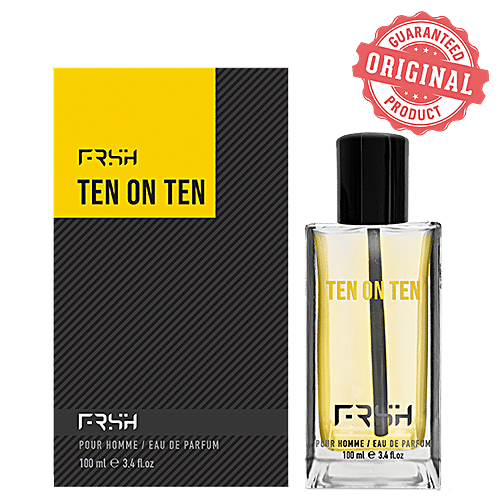 GUARANTEED
ORIGINAL
PRODUCT
FRSH
TEN ON TEN
FRSH
POUR HOMME / EAU DE PARFUM
100 ml ℮ 3.4 fl.oz
TEN ON TEN
FRSH
POUR HOMME / EAU DE PARFUM
100 ml ℮ 3.4 fl.oz